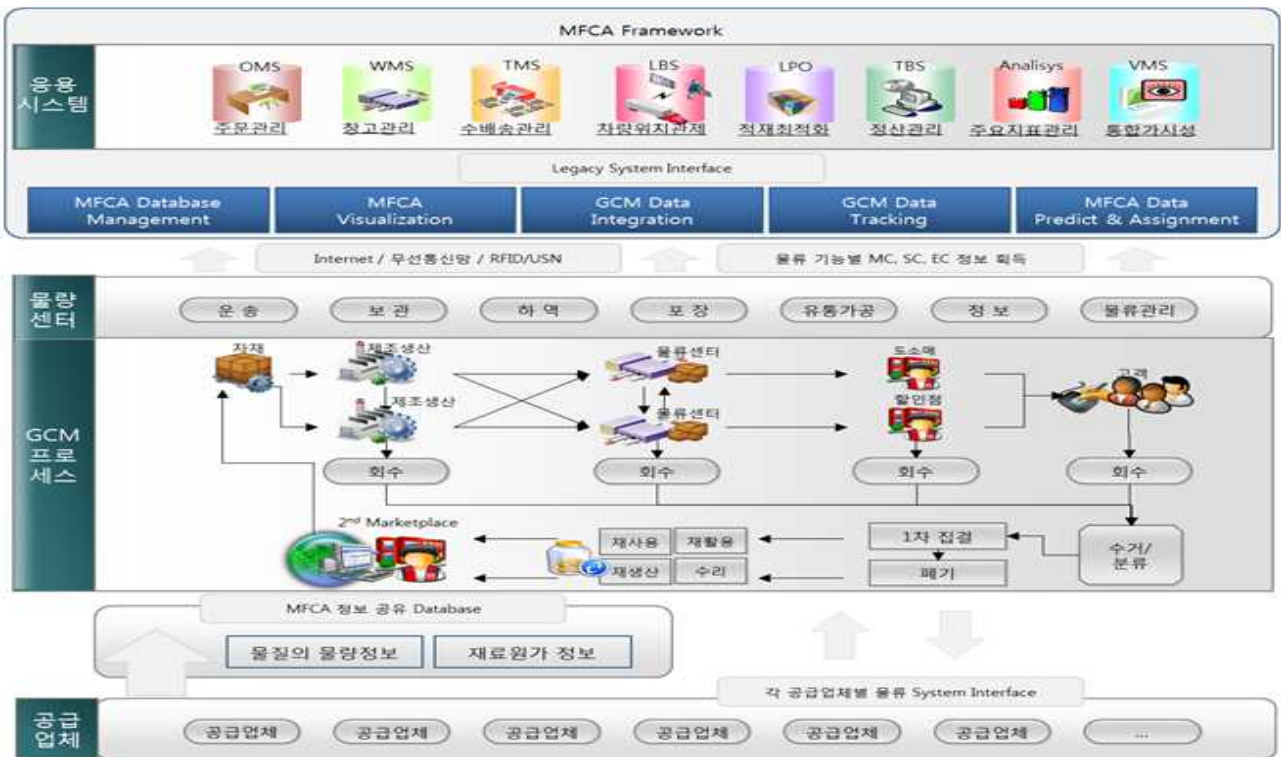 MFCA Framework
응용
시스템
OMS
WMS
TMS
LBS
LPO
TBS
Analisys
VMS
주문관리
창고관리
수배송관리
차량위치관제
적재최적화
정산관리
주요지표관리
통합가시성
Legacy System Interface
MFCA Database
Management
MFCA
Visualization
GCM Data
Integration
GCM Data
Tracking
MFCA Data
Predict & Assignment
Internet / 무선통신망 / RFID/USN
물류 기능별 MC, SC, EC 정보 획득
물량
센터
운 송
보 관
하 역
포 장
유통가공
정 보
물류관리
GCM
프로
세스
자재
제조생산
물류센터
도소매
고객
제조생산
물류센터
할인점
회수
회수
회수
회수
2nd Marketplace
재사용
재활용
재생산
수리
1차 집결
폐기
수거/
분류
MFCA 정보 공유 Database
물질의 물량정보
재료원가 정보
각 공급업체별 물류 System Interface
공급
업체
공급업체
공급업체
공급업체
공급업체
공급업체
공급업체
...